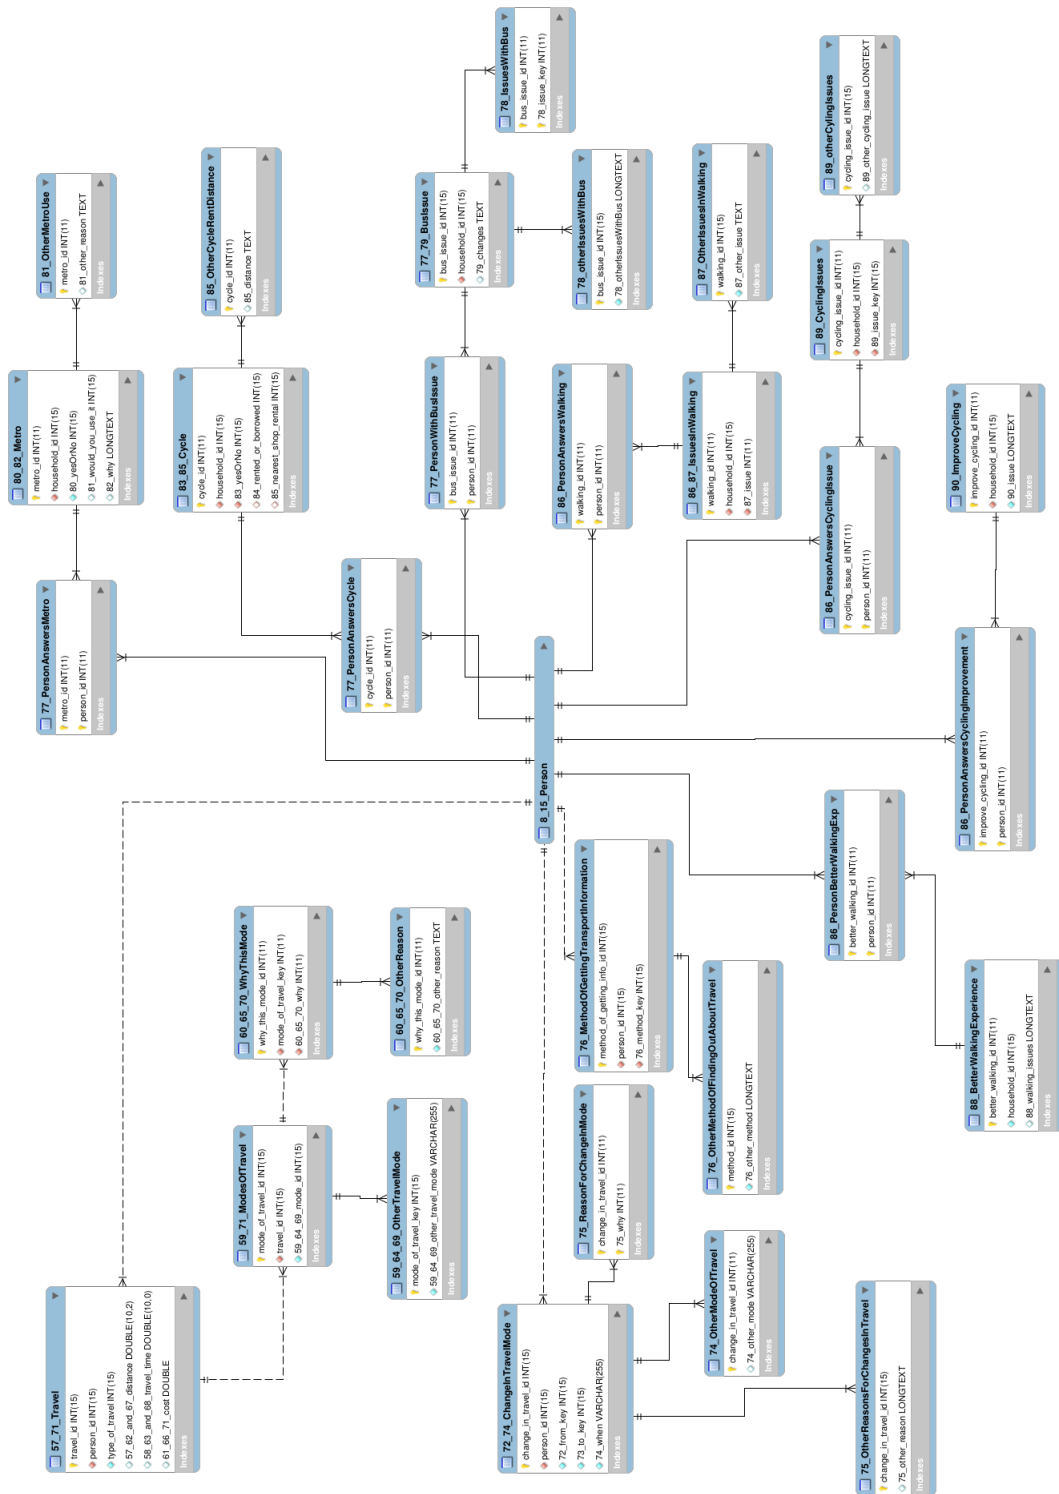 78_IssuesWithBus
bus_issue_id INT(11)
78_issue_key INT(11)
Indexes
89_otherCylingIssues
cycling_issue_id INT(15)
89_other_cycling_issue LONGTEXT
Indexes
81_OtherMetroUse
metro_id INT(11)
81_other_reason TEXT
Indexes
85_OtherCycleRentDistance
cycle_id INT(11)
85_distance TEXT
Indexes
77_79_BusIssue
bus_issue_id INT(15)
household_id INT(15)
79_changes TEXT
Indexes
78_otherIssuesWithBus
bus_issue_id INT(15)
78_otherIssuesWithBus LONGTEXT
Indexes
87_OtherIssuesInWalking
walking_id INT(15)
87_other_issue TEXT
Indexes
89_CyclingIssues
cycling_issue_id INT(11)
household_id INT(15)
89_issue_key INT(15)
Indexes
80_82_Metro
metro_id INT(11)
household_id INT(15)
80_yesOrNo INT(15)
81_would_you_use_it INT(15)
82_why LONGTEXT
Indexes
83_85_Cycle
cycle_id INT(11)
household_id INT(15)
83_yesOrNo INT(15)
84_rented_or_borrowed INT(15)
85_nearest_shop_rental INT(15)
Indexes
77_PersonWithBusIssue
bus_issue_id INT(11)
person_id INT(11)
Indexes
86_PersonAnswersWalking
walking_id INT(11)
person_id INT(11)
Indexes
86_87_IssuesInWalking
walking_id INT(11)
household_id INT(15)
87_issue INT(11)
Indexes
86_PersonAnswersCyclingIssue
cycling_issue_id INT(11)
person_id INT(11)
Indexes
90_ImproveCycling
improve_cycling_id INT(11)
household_id INT(15)
90_issue LONGTEXT
Indexes
77_PersonAnswersMetro
metro_id INT(11)
person_id INT(11)
Indexes
77_PersonAnswersCycle
cycle_id INT(11)
person_id INT(11)
Indexes
8_15_Person
86_PersonAnswersCyclingImprovement
improve_cycling_id INT(11)
person_id INT(11)
Indexes
86_PersonBetterWalkingExp
better_walking_id INT(11)
person_id INT(11)
Indexes
60_65_70_WhyThisMode
why_this_mode_id INT(11)
mode_of_travel_key INT(11)
60_65_70_why INT(11)
Indexes
60_65_70_OtherReason
why_this_mode_id INT(11)
60_65_70_other_reason TEXT
Indexes
76_MethodOfGettingTransportInformation
method_of_getting_info_id INT(15)
person_id INT(15)
76_method_key INT(15)
Indexes
76_OtherMethodOfFindingOutAboutTravel
method_id INT(15)
76_other_method LONGTEXT
Indexes
88_BetterWalkingExperience
better_walking_id INT(11)
household_id INT(15)
88_walking_issues LONGTEXT
Indexes
59_71_ModesOfTravel
mode_of_travel_id INT(15)
travel_id INT(15)
59_64_69_mode_id INT(15)
Indexes
59_64_69_OtherTravelMode
mode_of_travel_key INT(15)
59_64_69_other_travel_mode VARCHAR(255)
Indexes
75_ReasonForChangeInMode
change_in_travel_id INT(11)
75_why INT(11)
Indexes
57_71_Travel
travel_id INT(15)
person_id INT(15)
type_of_travel INT(15)
57_62_and_67_distance DOUBLE(10,2)
58_63_and_68_travel_time DOUBLE(10,0)
61_66_71_cost DOUBLE
Indexes
72_74_ChangeInTravelMode
change_in_travel_id INT(15)
person_id INT(15)
72_from_key INT(15)
73_to_key INT(15)
74_when VARCHAR(255)
Indexes
74_OtherModeOfTravel
change_in_travel_id INT(11)
74_other_mode VARCHAR(255)
Indexes
75_OtherReasonsForChangesInTravel
change_in_travel_id INT(15)
75_other_reason LONGTEXT
Indexes